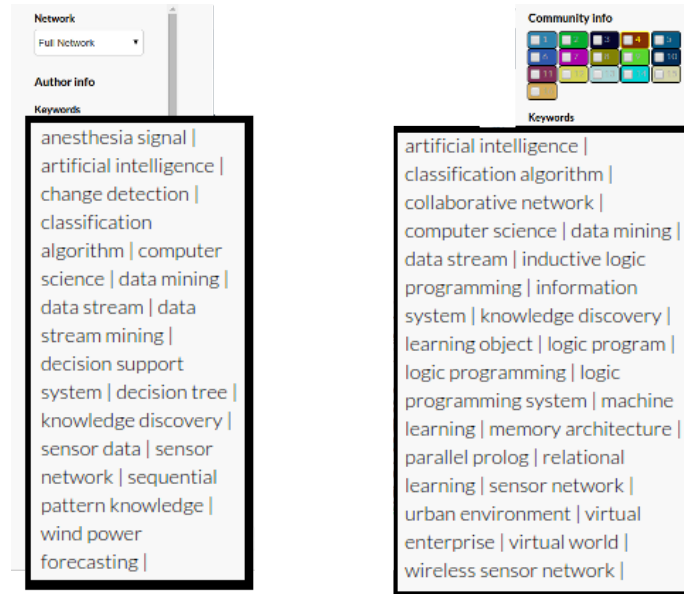 Network
Full Network
Author info
Keywords
anesthesia signal |
artificial intelligence |
change detection |
classification
algorithm | computer
science | data mining |
data stream | data
stream mining |
decision support
system | decision tree |
knowledge discovery |
sensor data | sensor
network | sequential
pattern knowledge |
wind power
forecasting |
Community info
1 2 3 4 5
6 7 8 9 10
11 12 13 14 15
Keywords
artificial intelligence |
classification algorithm |
collaborative network |
computer science | data mining |
data stream | inductive logic
programming | information
system | knowledge discovery |
learning object | logic program |
logic programming | logic
programming system | machine
learning | memory architecture |
parallel prolog | relational
learning | sensor network |
urban environment | virtual
enterprise | virtual world |
wireless sensor network |